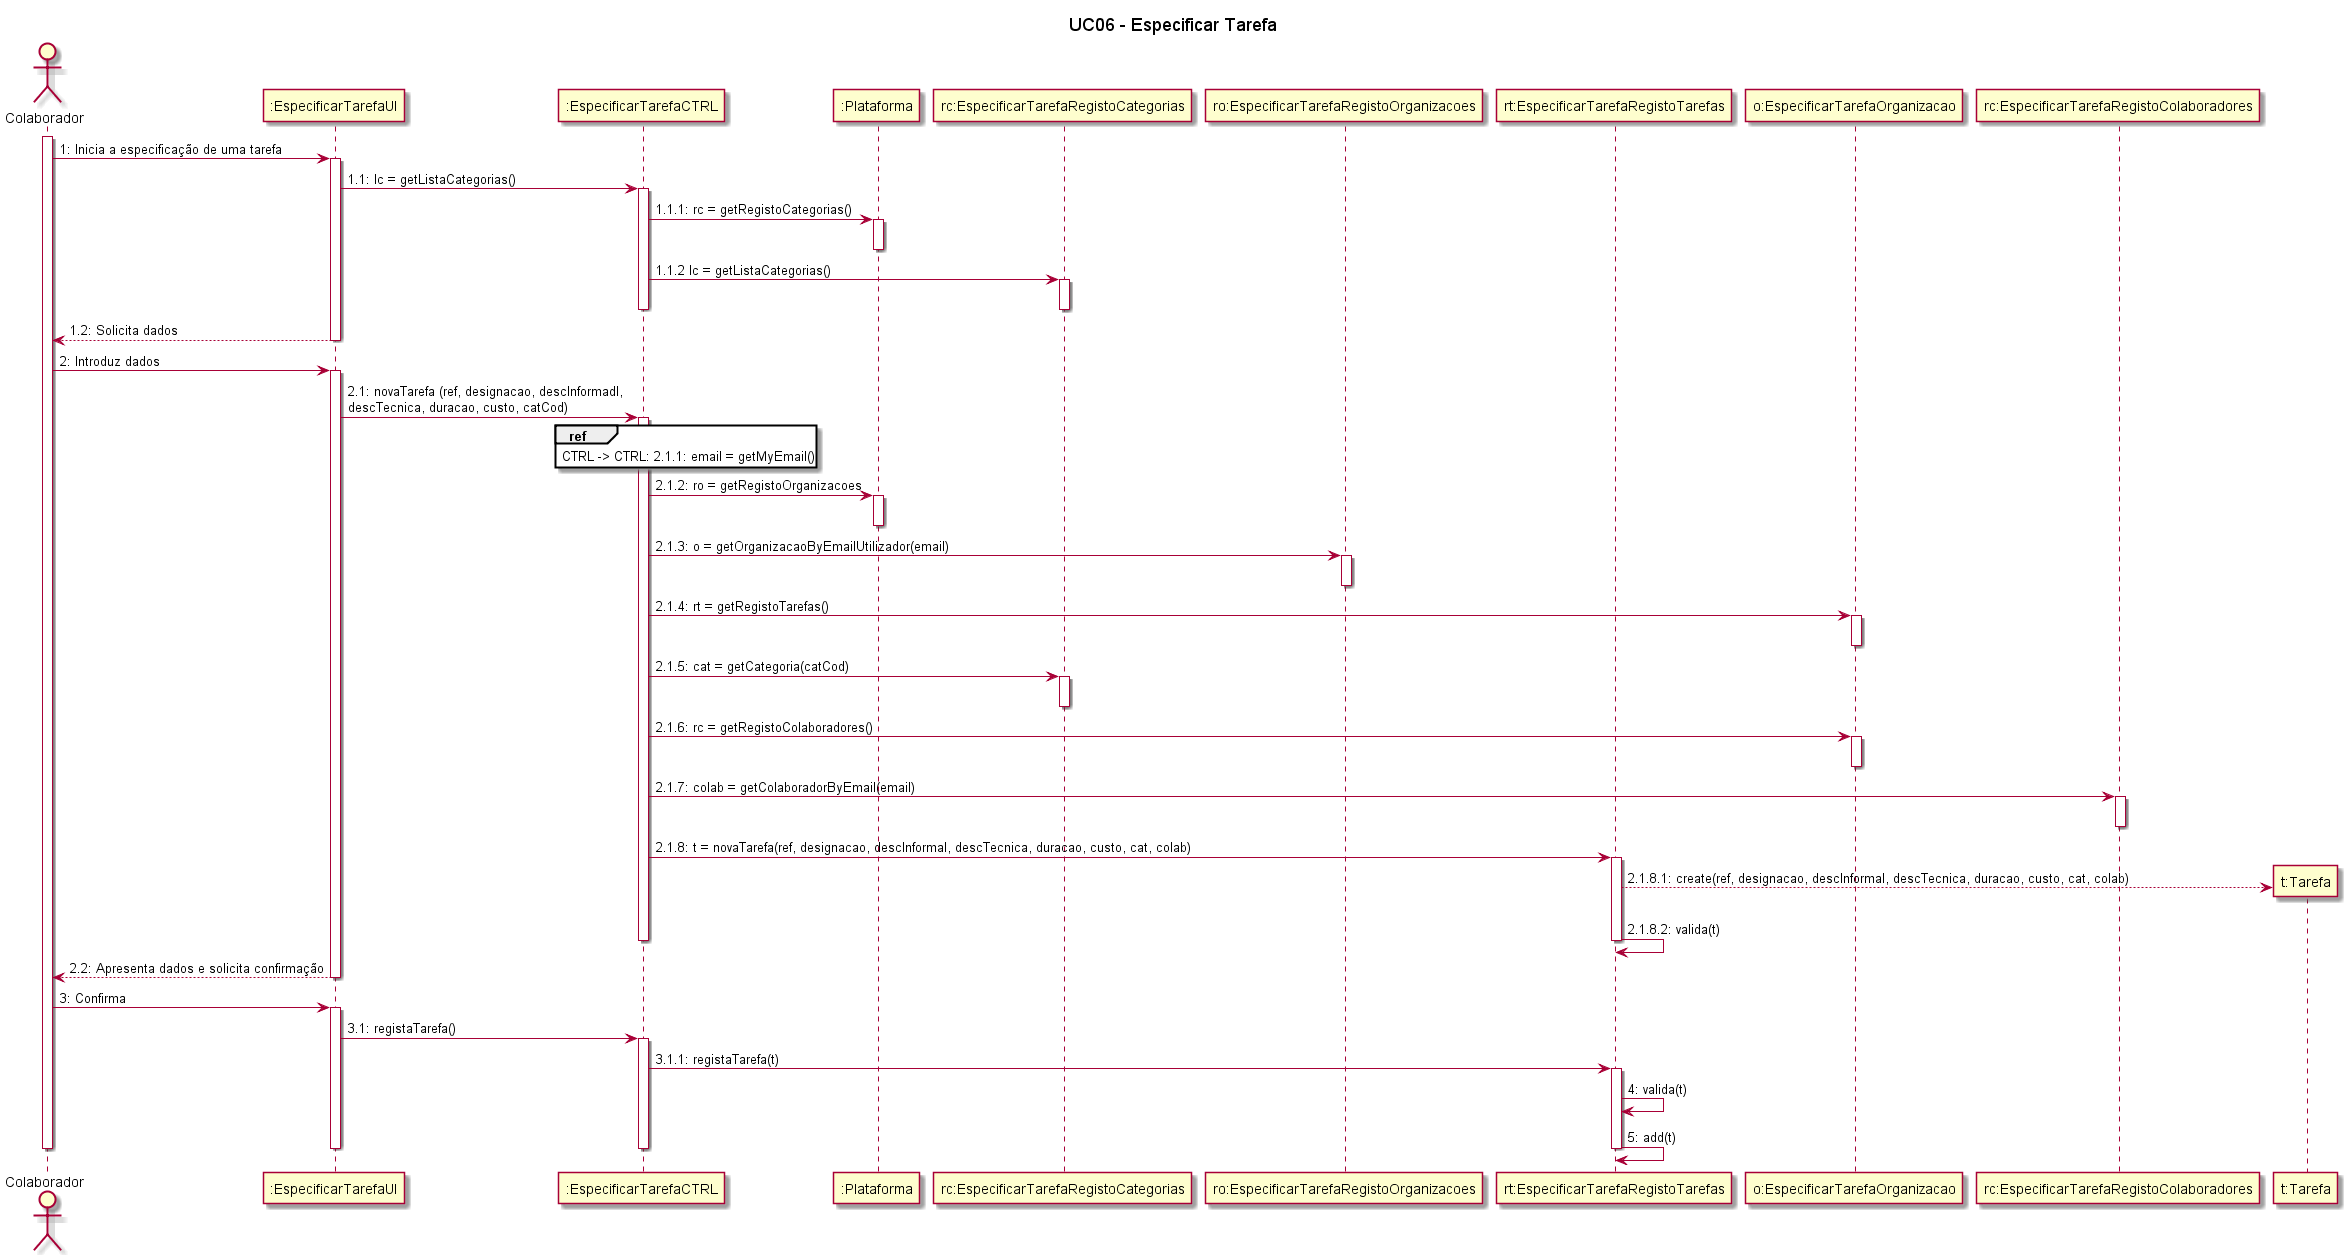 UC06 - Especificar Tarefa
Colaborador
:EspecificarTarefaUI
:EspecificarTarefaCTRL
:Plataforma
rc:EspecificarTarefaRegistoCategorias
ro:EspecificarTarefaRegistoOrganizacoes
rt:EspecificarTarefaRegistoTarefas
o:EspecificarTarefaOrganizacao
rc:EspecificarTarefaRegistoColaboradores
1: Inicia a especificação de uma tarefa
1.1: lc = getListaCategorias()
1.1.1: rc = getRegistoCategorias()
1.1.2 lc = getListaCategorias()
1.2: Solicita dados
2: Introduz dados
2.1: novaTarefa (ref, designacao, descInformadl,
descTecnica, duracao, custo, catCod)
ref
CTRL -> CTRL: 2.1.1: email = getMyEmail()
2.1.2: ro = getRegistoOrganizacoes
2.1.3: o = getOrganizacaoByEmailUtilizador(email)
2.1.4: rt = getRegistoTarefas()
2.1.5: cat = getCategoria(catCod)
2.1.6: rc = getRegistoColaboradores()
2.1.7: colab = getColaboradorByEmail(email)
2.1.8: t = novaTarefa(ref, designacao, descInformal, descTecnica, duracao, custo, cat, colab)
2.1.8.1: create(ref, designacao, descInformal, descTecnica, duracao, custo, cat, colab)
t:Tarefa
2.1.8.2: valida(t)
2.2: Apresenta dados e solicita confirmação
3: Confirma
3.1: registaTarefa()
3.1.1: registaTarefa(t)
4: valida(t)
5: add(t)
Colaborador
:EspecificarTarefaUI
:EspecificarTarefaCTRL
:Plataforma
rc:EspecificarTarefaRegistoCategorias
ro:EspecificarTarefaRegistoOrganizacoes
rt:EspecificarTarefaRegistoTarefas
o:EspecificarTarefaOrganizacao
rc:EspecificarTarefaRegistoColaboradores
t:Tarefa